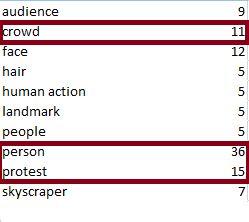 audience 9
crowd 11
face 12
hair 5
human action 5
landmark 5
people 5
person 36
protest 15
skyscraper 7